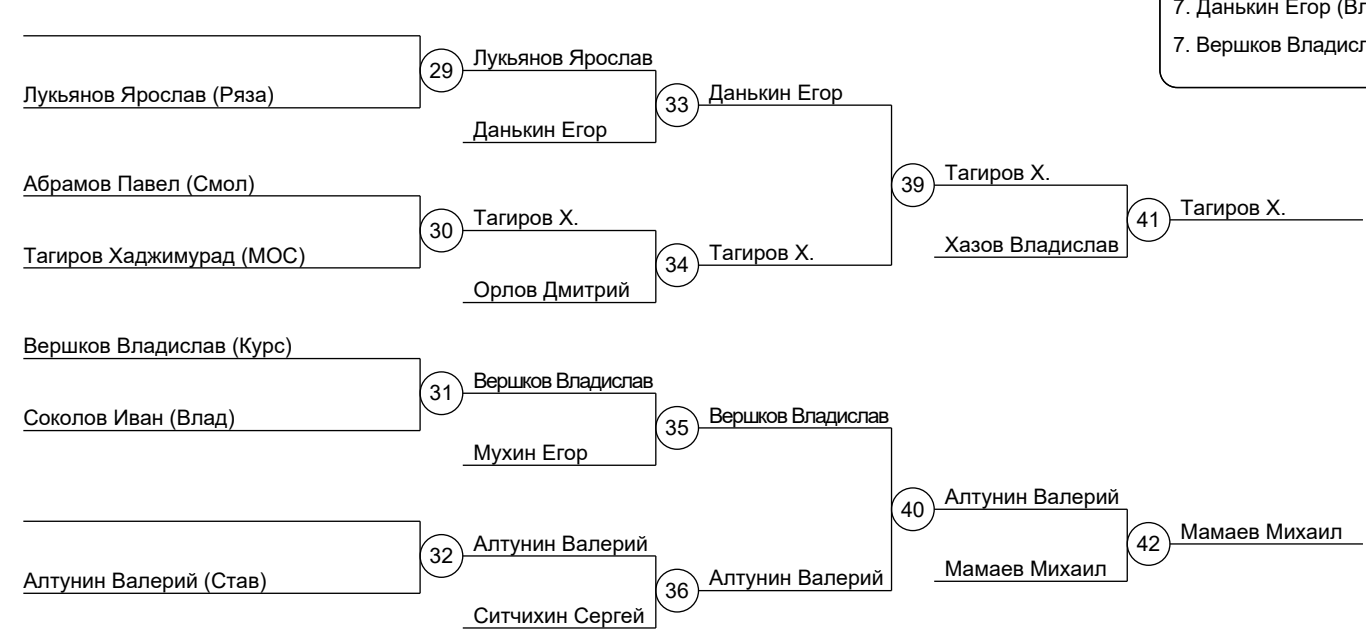 7. Данькин Егор
7. Вершков
29
Лукьянов Ярослав
Лукьянов Ярослав (Ряза)
33
Данькин Егор
Данькин Егор
Абрамов Павел (Смол)
39
Тагиров Х.
30
Тагиров Х.
41
Тагиров Х.
Тагиров Хаджимурад (МОС)
34
Тагиров Х.
Хазов Владислав
Орлов Дмитрий
Вершков Владислав (Курс)
31
Вершков Владислав
Соколов Иван (Влад)
35
Вершков Владислав
Мухин Егор
40
Алтунин Валерий
32
Алтунин Валерий
42
Мамаев Михаил
Алтунин Валерий (Став)
36
Алтунин Валерий
Мамаев Михаил
Ситчихин Сергей